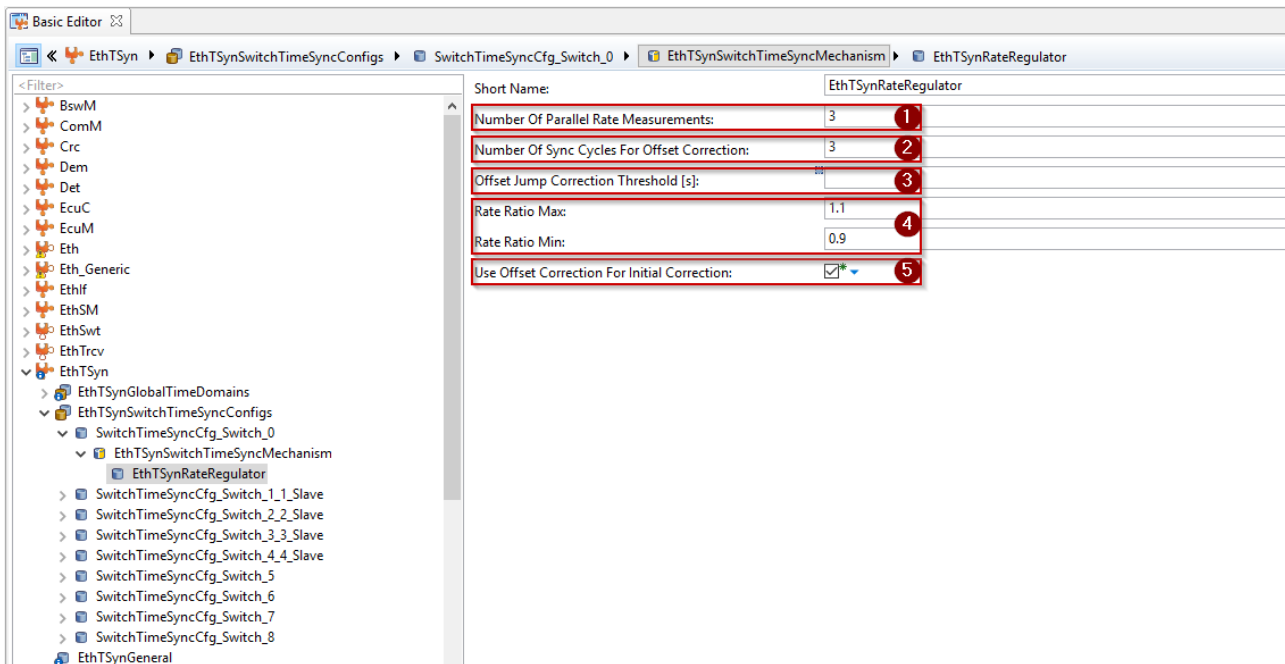 Basic Editor
EthTSyn EthTSynSwitchTimeSyncConfigs SwitchTimeSyncCfg_Switch_0 EthTSynSwitchTimeSyncMechanism EthTSynRateRegulator
<Filter>
BswM
ComM
Crc
Dem
Det
EcuC
EcuM
Eth
Eth_Generic
EthIf
EthSM
EthSwt
EthTrcv
EthTSyn
EthTSynGlobalTimeDomains
EthTSynSwitchTimeSyncConfigs
SwitchTimeSyncCfg_Switch_0
EthTSynSwitchTimeSyncMechanism
EthTSynRateRegulator
SwitchTimeSyncCfg_Switch_1_1_Slave
SwitchTimeSyncCfg_Switch_2_2_Slave
SwitchTimeSyncCfg_Switch_3_3_Slave
SwitchTimeSyncCfg_Switch_4_4_Slave
SwitchTimeSyncCfg_Switch_5
SwitchTimeSyncCfg_Switch_6
SwitchTimeSyncCfg_Switch_7
SwitchTimeSyncCfg_Switch_8
EthTSynGeneral
Short Name: EthTSynRateRegulator
Number Of Parallel Rate Measurements: 3 1
Number Of Sync Cycles For Offset Correction: 3 2
Offset Jump Correction Threshold [s]: 3
Rate Ratio Max: 1.1
4
Rate Ratio Min: 0.9
Use Offset Correction For Initial Correction: 5